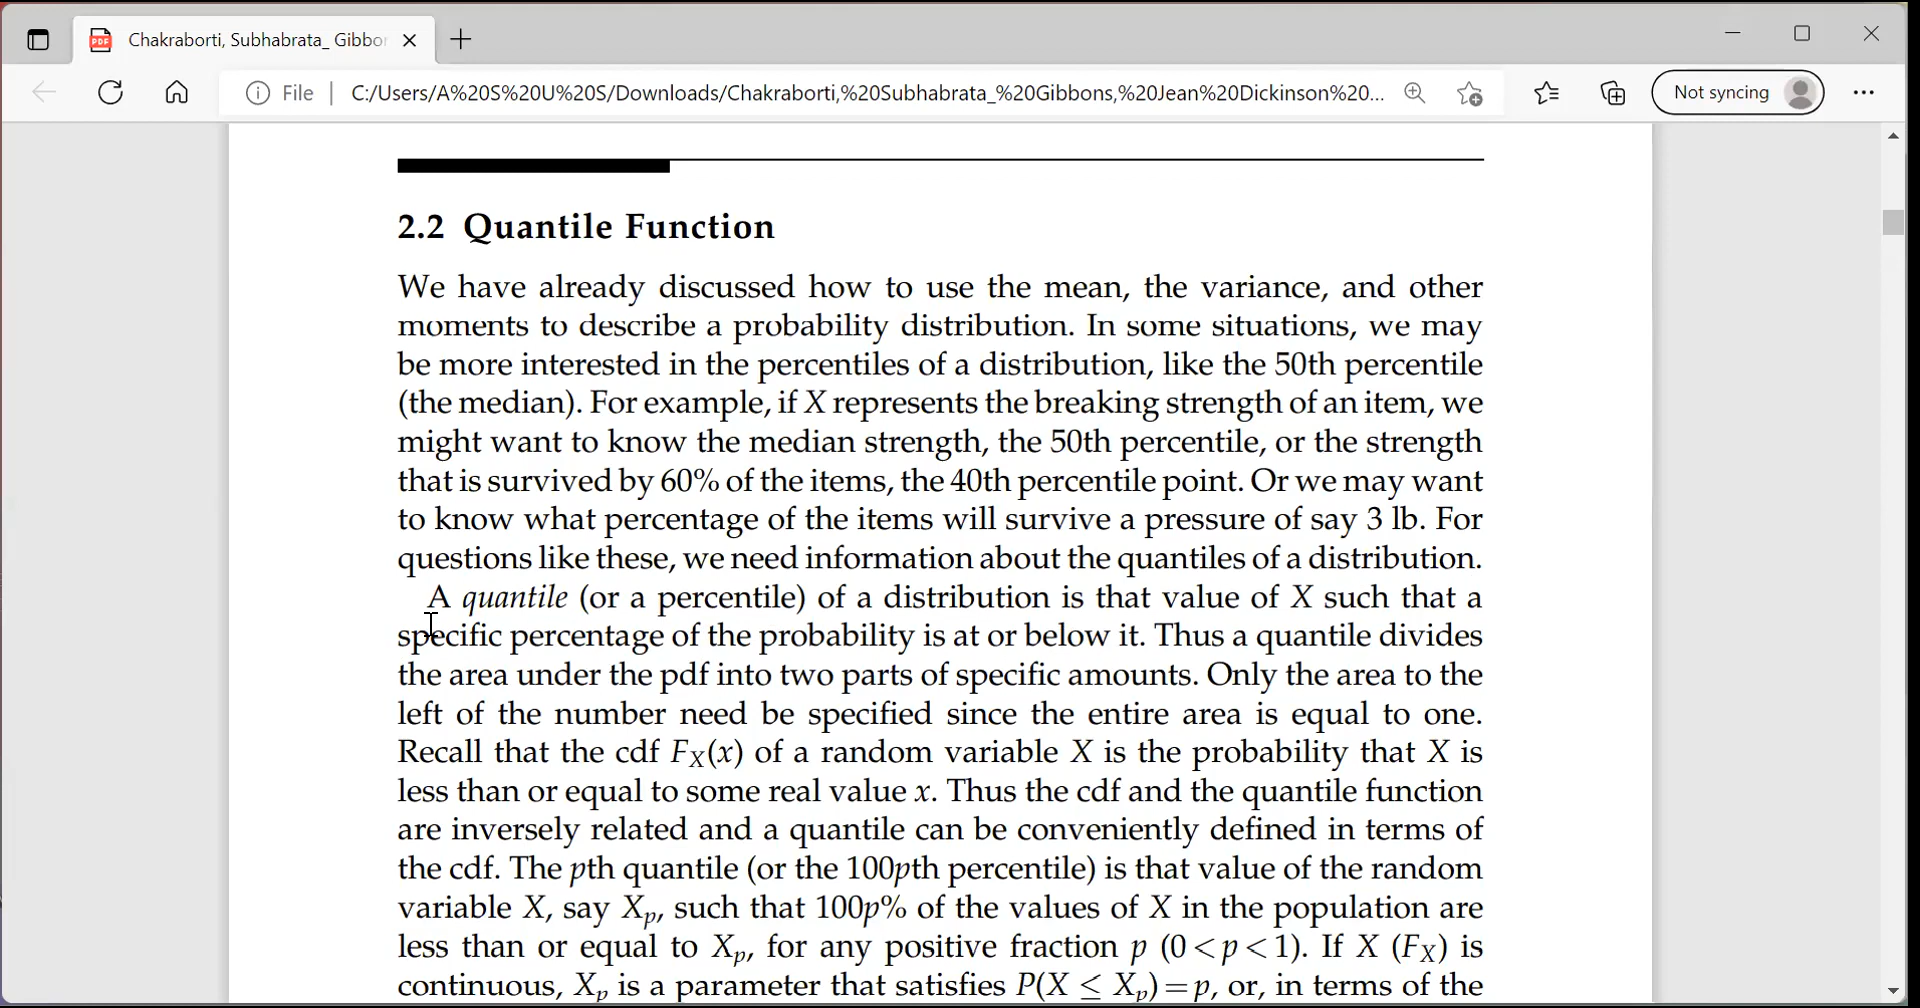 Chakraborti, Subhabrata_ Gibbor
File | C:/Users/A%20S%20U%20S/Downloads/Chakraborti,%20Subhabrata_%20Gibbons,%20Jean%20Dickinson%20... Not syncing
2.2 Quantile Function
We have already discussed how to use the mean, the variance, and other
moments to describe a probability distribution. In some situations, we may
be more interested in the percentiles of a distribution, like the 50th percentile
(the median). For example, if X represents the breaking strength of an item, we
might want to know the median strength, the 50th percentile, or the strength
that is survived by 60% of the items, the 40th percentile point. Or we may want
to know what percentage of the items will survive a pressure of say 3 lb. For
questions like these, we need information about the quantiles of a distribution.
A quantile (or a percentile) of a distribution is that value of X such that a
specific percentage of the probability is at or below it. Thus a quantile divides
the area under the pdf into two parts of specific amounts. Only the area to the
left of the number need be specified since the entire area is equal to one.
Recall that the cdf F_X(x) of a random variable X is the probability that X is
less than or equal to some real value x. Thus the cdf and the quantile function
are inversely related and a quantile can be conveniently defined in terms of
the cdf. The pth quantile (or the 100pth percentile) is that value of the random
variable X, say X_p, such that 100p% of the values of X in the population are
less than or equal to X_p, for any positive fraction p (0 < p < 1). If X (F_X) is
continuous, X_p is a parameter that satisfies P(X ≤ X_p) = p, or, in terms of the